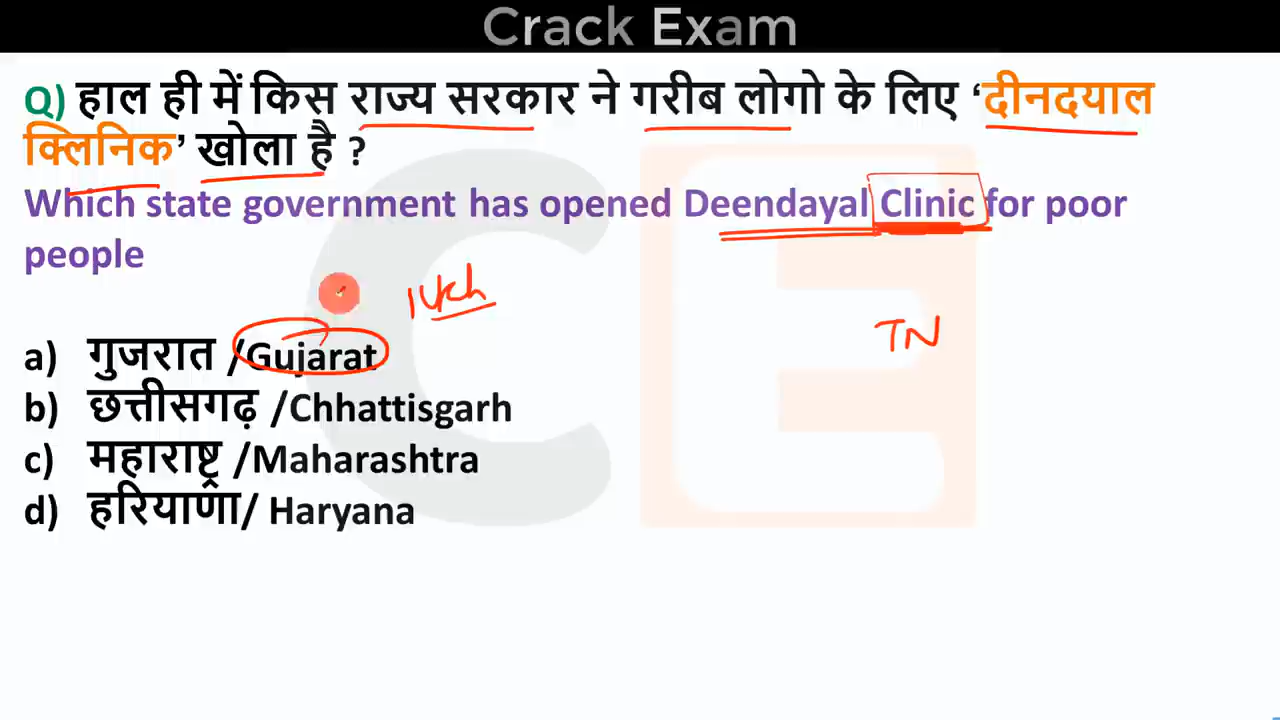 Crack Exam
Q) हाल ही में किस राज्य सरकार ने गरीब लोगो के लिए ‘दीनदयाल
क्लिनिक’ खोला है ?
Which state government has opened Deendayal Clinic for poor
people
a) गुजरात /Gujarat
b) छत्तीसगढ़ /Chhattisgarh
c) महाराष्ट्र /Maharashtra
d) हरियाणा/ Haryana
TN